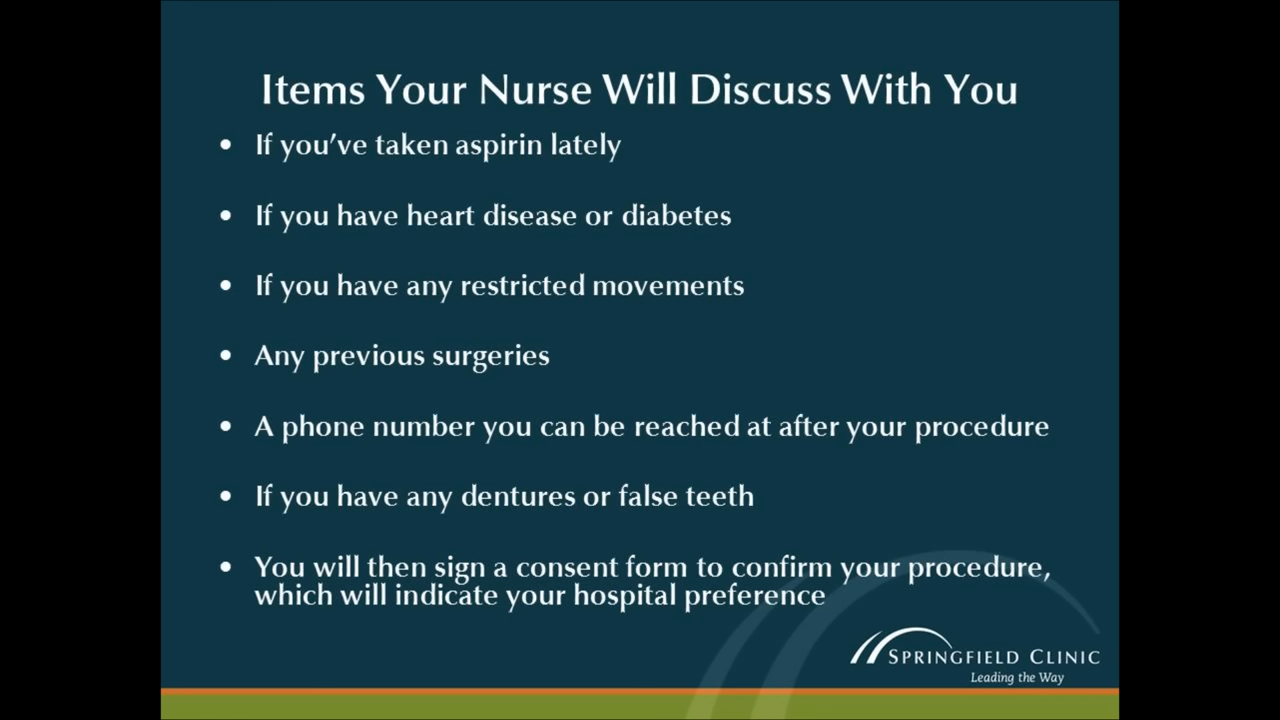 Items Your Nurse Will Discuss With You
• If you’ve taken aspirin lately
• If you have heart disease or diabetes
• If you have any restricted movements
• Any previous surgeries
• A phone number you can be reached at after your procedure
• If you have any dentures or false teeth
• You will then sign a consent form to confirm your procedure,
which will indicate your hospital preference
SPRINGFIELD CLINIC
Leading the Way